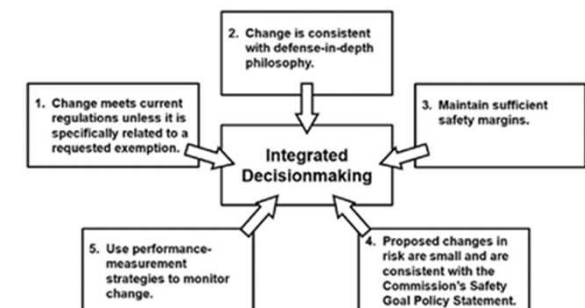 2. Change is consistent
with defense-in-depth
philosophy.
1. Change meets current
regulations unless it is
specifically related to a
requested exemption.
3. Maintain sufficient
safety margins.
Integrated
Decisionmaking
5. Use performance-
measurement
strategies to monitor
change.
4. Proposed changes in
risk are small and are
consistent with the
Commission's Safety
Goal Policy Statement.